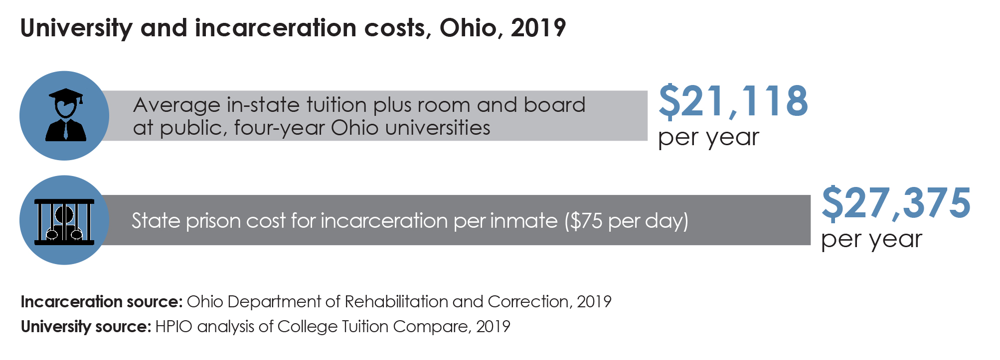 University and incarceration costs, Ohio, 2019
Average in-state tuition plus room and board
at public, four-year Ohio universities
$21,118
per year
State prison cost for incarceration per inmate ($75 per day)
$27,375
per year
Incarceration source: Ohio Department of Rehabilitation and Correction, 2019
University source: HPIO analysis of College Tuition Compare, 2019